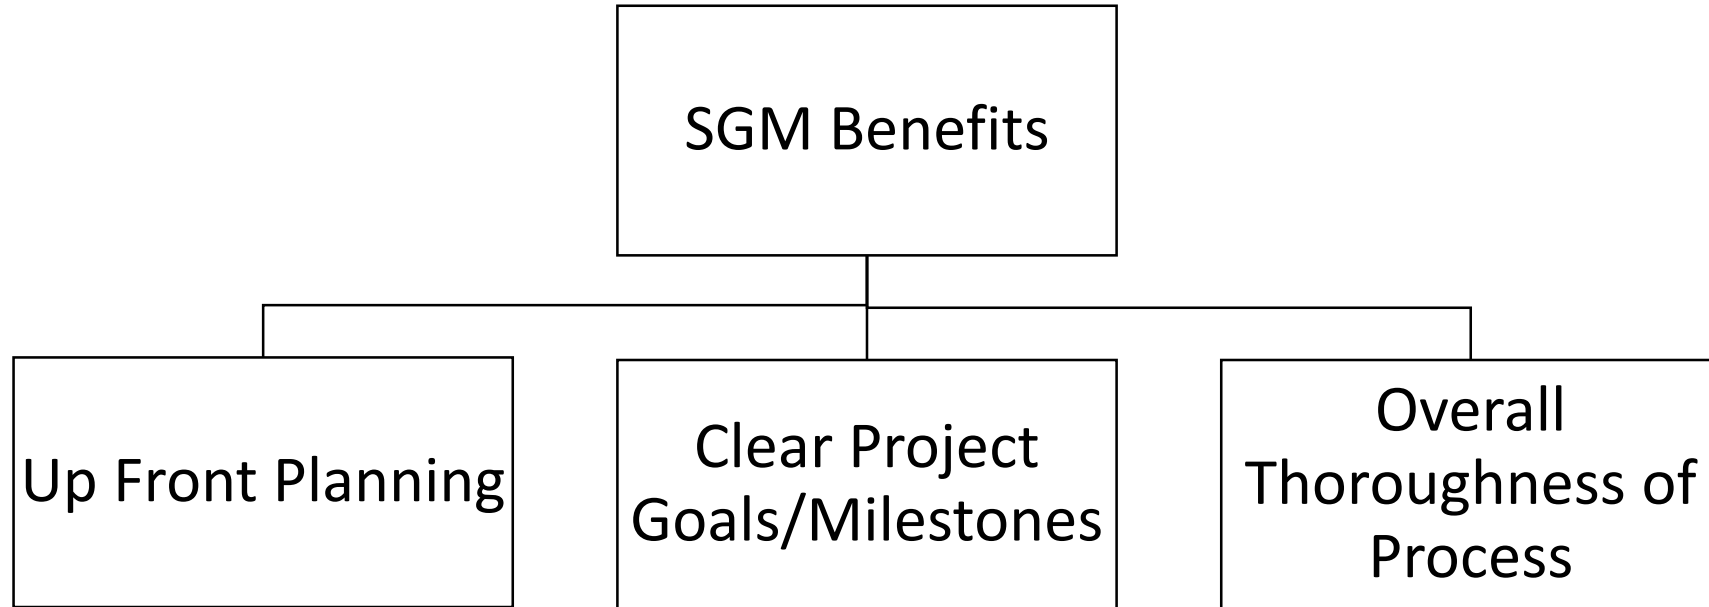 SGM Benefits
Up Front Planning
Clear Project
Goals/Milestones
Overall
Thoroughness of
Process